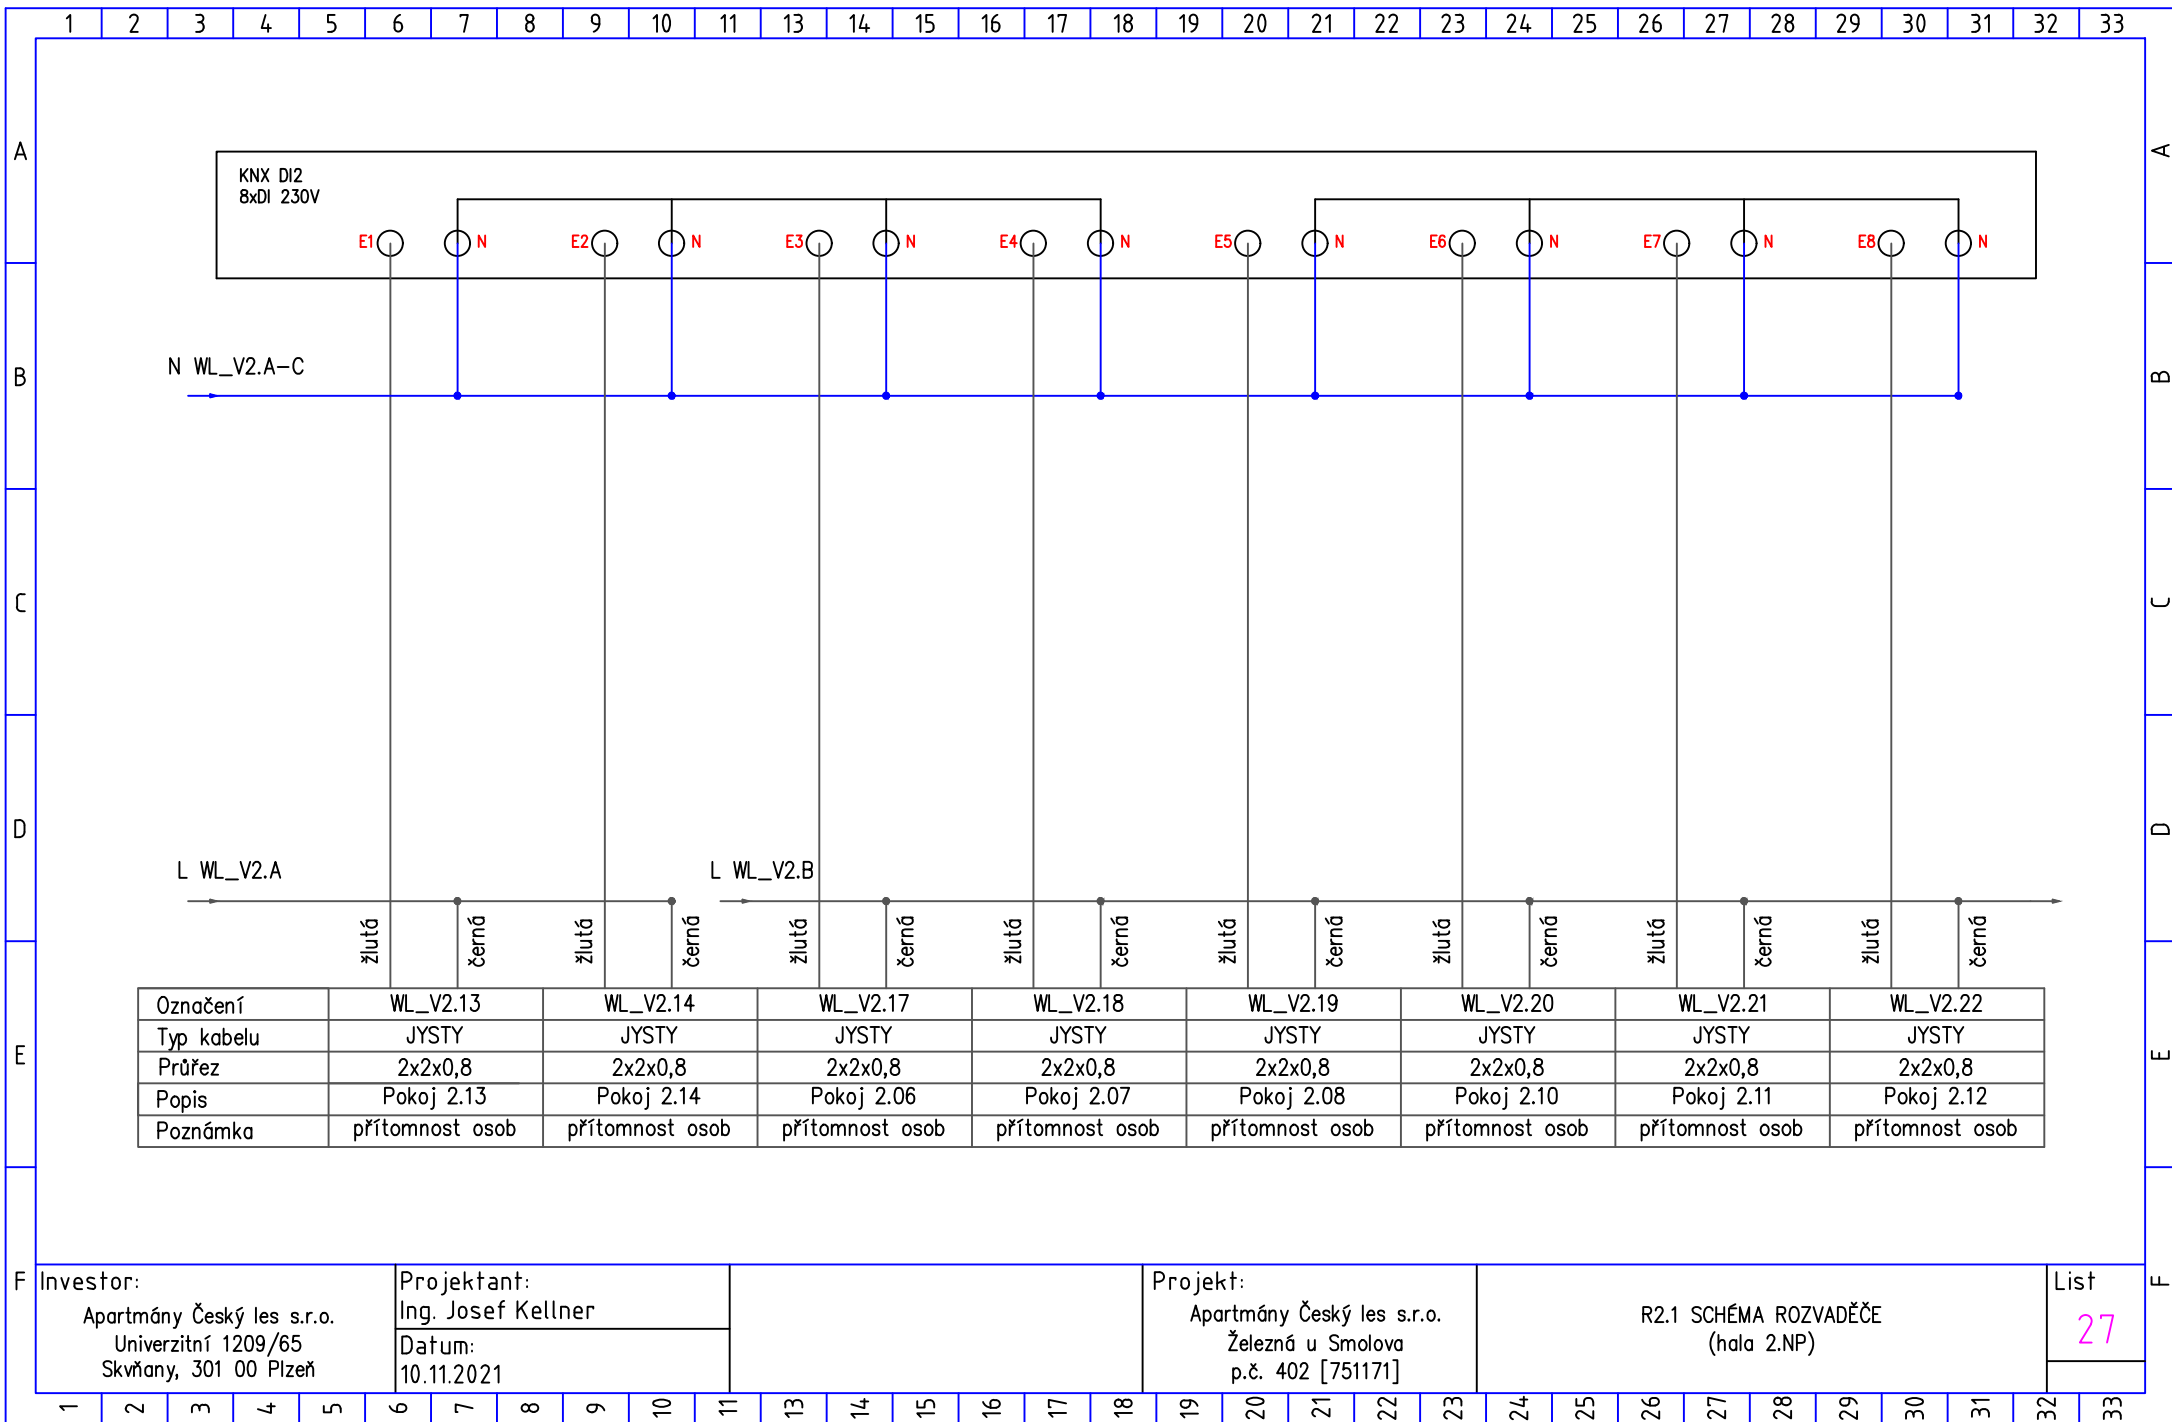 1 2 3 4 5 6 7 8 9 10 11 13 14 15 16 17 18 19 20 21 22 23 24 25 26 27 28 29 30 31 32 33
A A
KNX DI2
8xDI 230V
E1 N E2 N E3 N E4 N E5 N E6 N E7 N E8 N
N WL_V2.A-C
B B
C C
D D
L WL_V2.A L WL_V2.B
žlutá černá žlutá černá žlutá černá žlutá černá žlutá černá žlutá černá žlutá černá žlutá černá
Označení WL_V2.13 WL_V2.14 WL_V2.17 WL_V2.18 WL_V2.19 WL_V2.20 WL_V2.21 WL_V2.22
Typ kabelu JYSTY JYSTY JYSTY JYSTY JYSTY JYSTY JYSTY JYSTY
E E
Průřez 2x2x0,8 2x2x0,8 2x2x0,8 2x2x0,8 2x2x0,8 2x2x0,8 2x2x0,8 2x2x0,8
Popis Pokoj 2.13 Pokoj 2.14 Pokoj 2.06 Pokoj 2.07 Pokoj 2.08 Pokoj 2.10 Pokoj 2.11 Pokoj 2.12
Poznámka přítomnost osob přítomnost osob přítomnost osob přítomnost osob přítomnost osob přítomnost osob přítomnost osob přítomnost osob
F F
Investor:
Apartmány Český les s.r.o.
Univerzitní 1209/65
Skvňany, 301 00 Plzeň
Projektant:
Ing. Josef Kellner
Datum:
10.11.2021
Projekt:
Apartmány Český les s.r.o.
Železná u Smolova
p.č. 402 [751171]
R2.1 SCHÉMA ROZVADĚČE
(hala 2.NP)
List
27
1 2 3 4 5 6 7 8 9 10 11 13 14 15 16 17 18 19 20 21 22 23 24 25 26 27 28 29 30 31 32 33